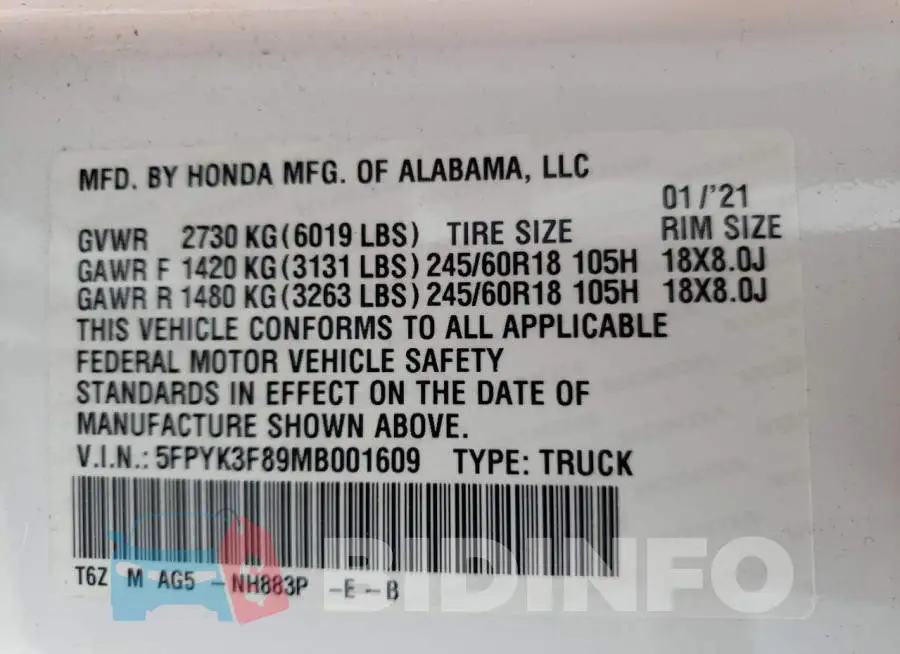 MFD. BY HONDA MFG. OF ALABAMA, LLC
01/'21
GVWR 2730 KG (6019 LBS) TIRE SIZE RIM SIZE
GAWR F 1420 KG (3131 LBS) 245/60R18 105H 18X8.0J
GAWR R 1480 KG (3263 LBS) 245/60R18 105H 18X8.0J
THIS VEHICLE CONFORMS TO ALL APPLICABLE
FEDERAL MOTOR VEHICLE SAFETY
STANDARDS IN EFFECT ON THE DATE OF
MANUFACTURE SHOWN ABOVE.
V.I.N.: 5FPYK3F89MB001609 TYPE: TRUCK
T6Z M AG5 - NH883P -E - B
BIDINFO